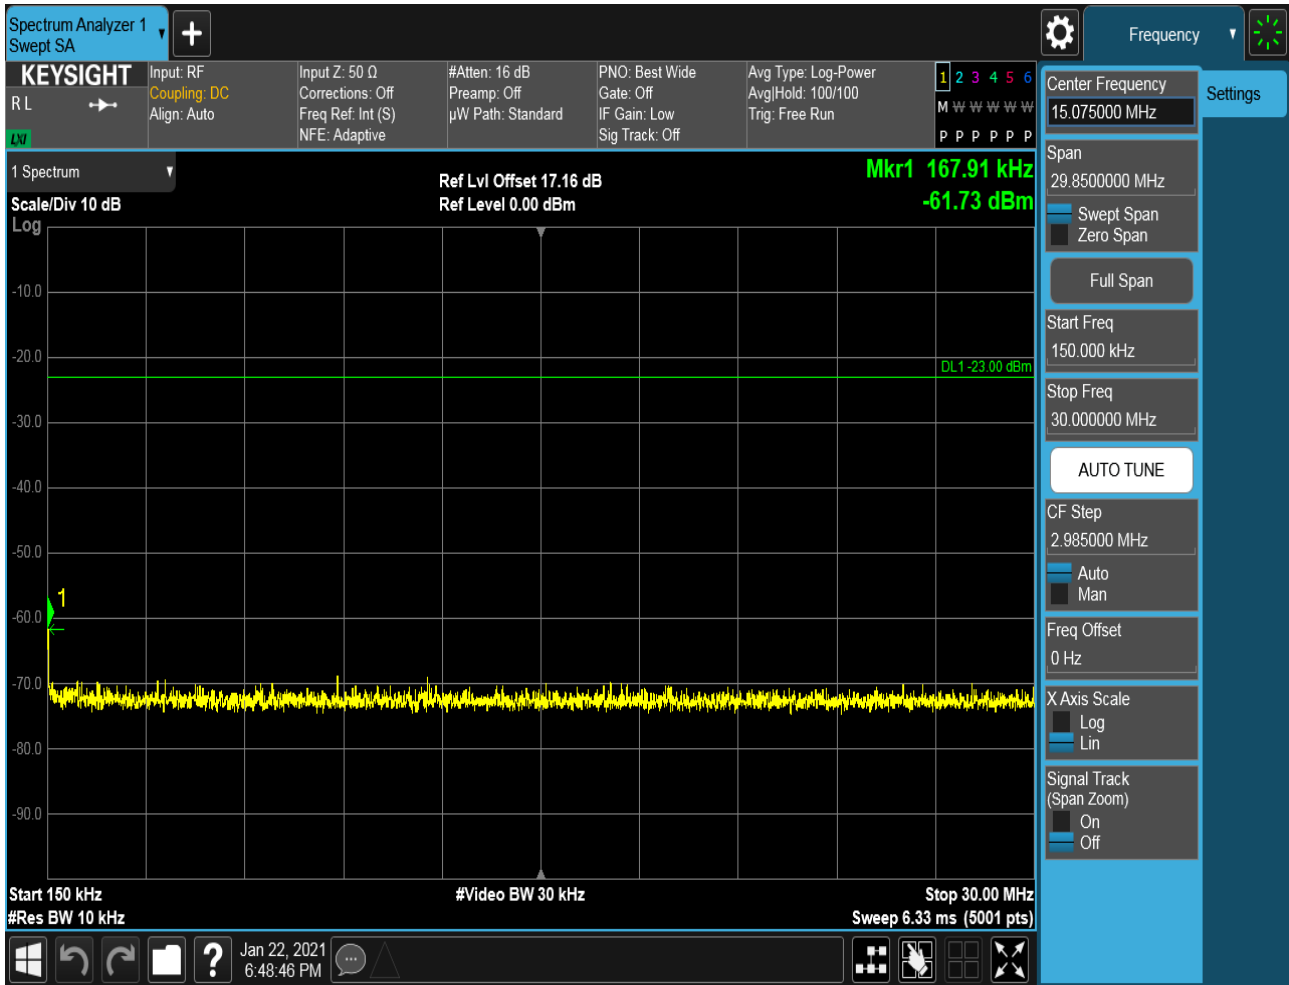 Spectrum Analyzer 1
Swept SA
Frequency
KEYSIGHT
R L
LXI
Input: RF
Coupling: DC
Align: Auto
Input Z: 50 Ω
Corrections: Off
Freq Ref: Int (S)
NFE: Adaptive
#Atten: 16 dB
Preamp: Off
µW Path: Standard
PNO: Best Wide
Gate: Off
IF Gain: Low
Sig Track: Off
Avg Type: Log-Power
Avg|Hold: 100/100
Trig: Free Run
1 2 3 4 5 6
M W W W W W
P P P P P P
1 Spectrum
Scale/Div 10 dB
Log
Ref Lvl Offset 17.16 dB
Ref Level 0.00 dBm
Mkr1 167.91 kHz
-61.73 dBm
-10.0
-20.0
DL1 -23.00 dBm
-30.0
-40.0
-50.0
1
-60.0
-70.0
-80.0
-90.0
Start 150 kHz
#Res BW 10 kHz
#Video BW 30 kHz
Stop 30.00 MHz
Sweep 6.33 ms (5001 pts)
Center Frequency
15.075000 MHz
Settings
Span
29.8500000 MHz
Swept Span
Zero Span
Full Span
Start Freq
150.000 kHz
Stop Freq
30.000000 MHz
AUTO TUNE
CF Step
2.985000 MHz
Auto
Man
Freq Offset
0 Hz
X Axis Scale
Log
Lin
Signal Track
(Span Zoom)
On
Off
?
Jan 22, 2021
6:48:46 PM